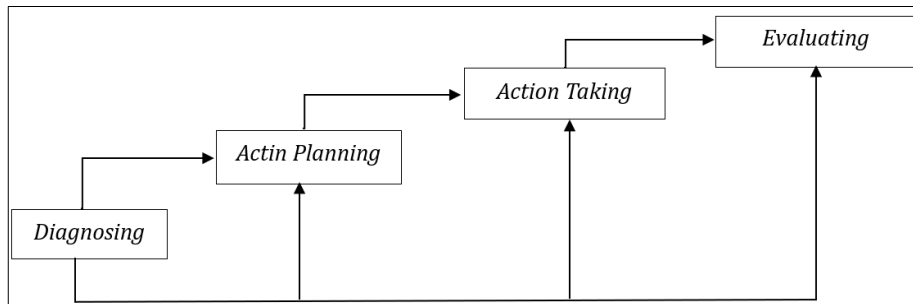 Evaluating
Action Taking
Actin Planning
Diagnosing